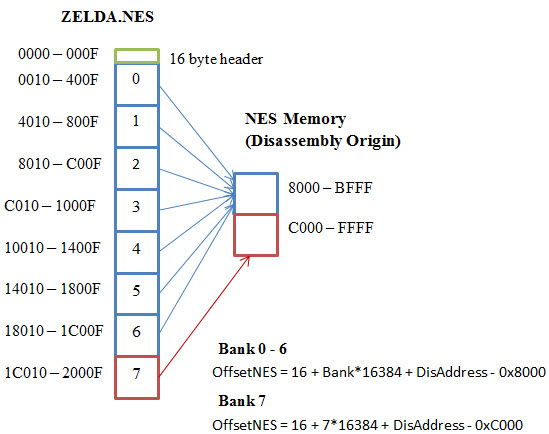 ZELDA.NES
0000 – 000F
16 byte header
0010 - 400F
0
4010 – 800F
1
8010 – C00F
2
C010 – 1000F
3
10010 – 1400F
4
14010 – 1800F
5
18010 – 1C00F
6
1C010 – 2000F
7
NES Memory
(Disassembly Origin)
8000 – BFFF
C000 – FFFF
Bank 0 - 6
OffsetNES = 16 + Bank*16384 + DisAddress - 0x8000
Bank 7
OffsetNES = 16 + 7*16384 + DisAddress - 0xC000